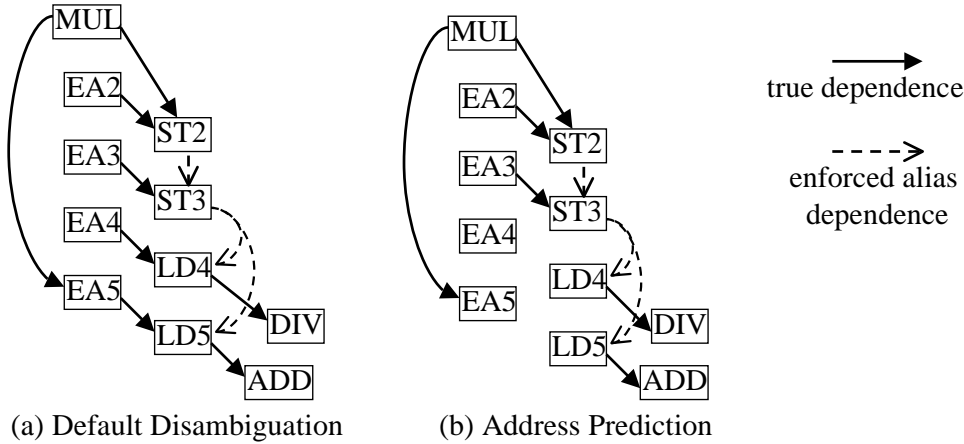 MUL
EA2
ST2
EA3
ST3
EA4
LD4
EA5
LD5
DIV
ADD
(a) Default Disambiguation
MUL
EA2
ST2
EA3
ST3
EA4
LD4
EA5
DIV
LD5
ADD
(b) Address Prediction
true dependence
enforced alias
dependence